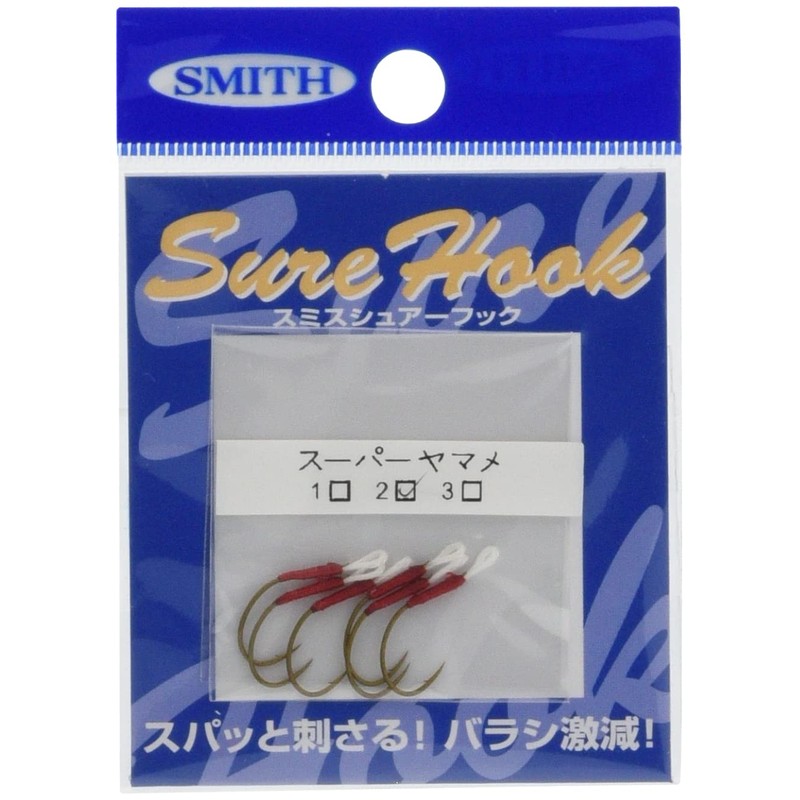 SMITH
Sure Hook
スミスシュアーフック
スーパーヤマメ
1□ 2☑ 3□
スパッと刺さる! バラシ激減!